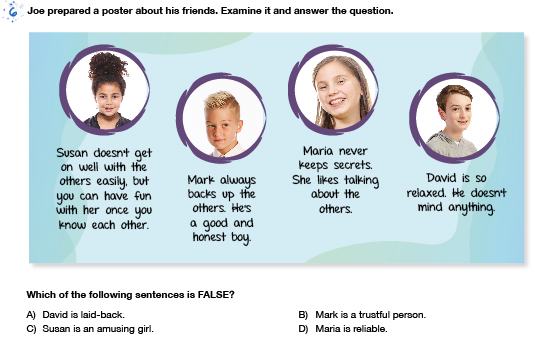 6 Joe prepared a poster about his friends. Examine it and answer the question.
Susan doesn't get
on well with the
others easily, but
you can have fun
with her once you
know each other.
Mark always
backs up the
others. He's
a good and
honest boy.
Maria never
keeps secrets.
She likes talking
about the
others.
David is so
relaxed. He doesn't
mind anything.
Which of the following sentences is FALSE?
A) David is laid-back.
B) Mark is a trustful person.
C) Susan is an amusing girl.
D) Maria is reliable.